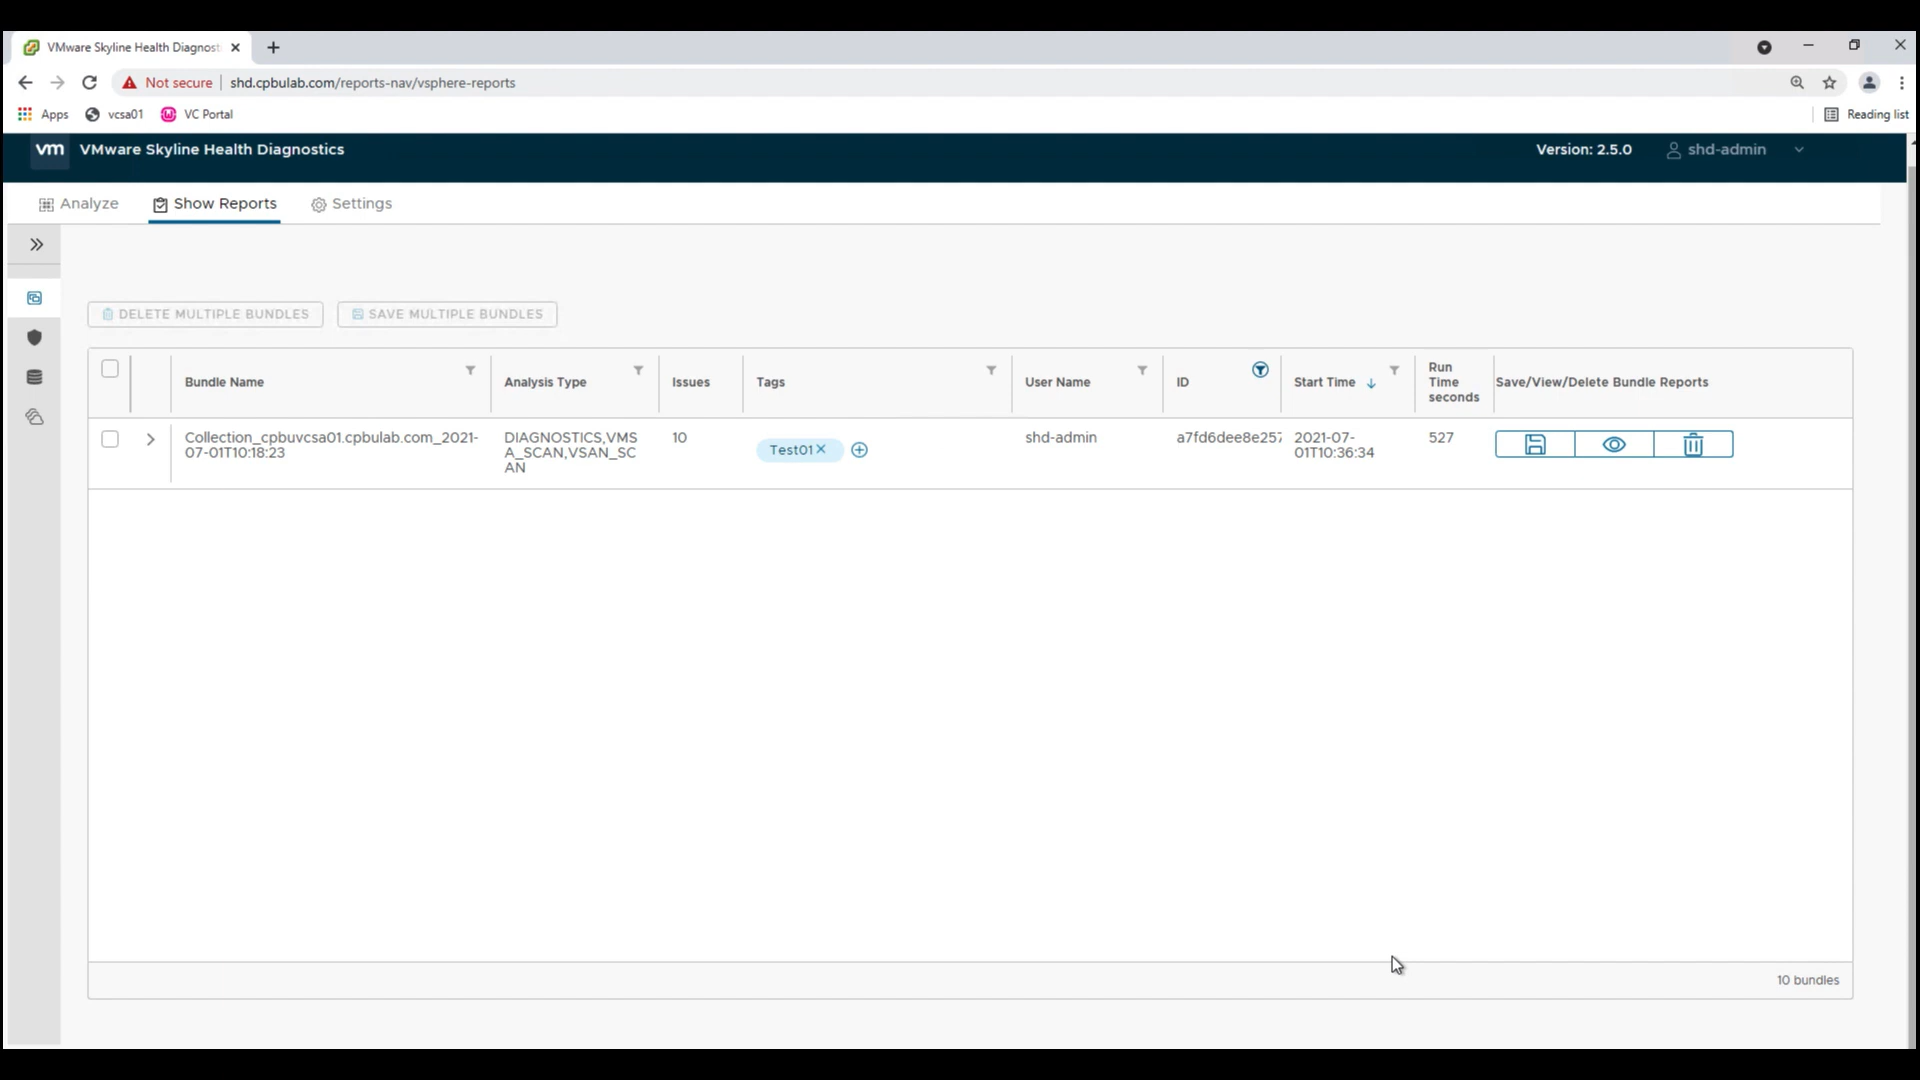 VMware Skyline Health Diagnost
Not secure
shd.cpbulab.com/reports-nav/vsphere-reports
Apps
vcsa01
VC Portal
Reading list
vm
VMware Skyline Health Diagnostics
Version: 2.5.0
shd-admin
Analyze
Show Reports
Settings
DELETE MULTIPLE BUNDLES
SAVE MULTIPLE BUNDLES
Bundle Name
Analysis Type
Issues
Tags
User Name
ID
Start Time
Run
Time
seconds
Save/View/Delete Bundle Reports
Collection_cpbuvcsa01.cpbulab.com_2021-
07-01T10:18:23
DIAGNOSTICS,VMS
A_SCAN,VSAN_SC
AN
10
Test01
shd-admin
a7fd6dee8e257
2021-07-
01T10:36:34
527
10 bundles